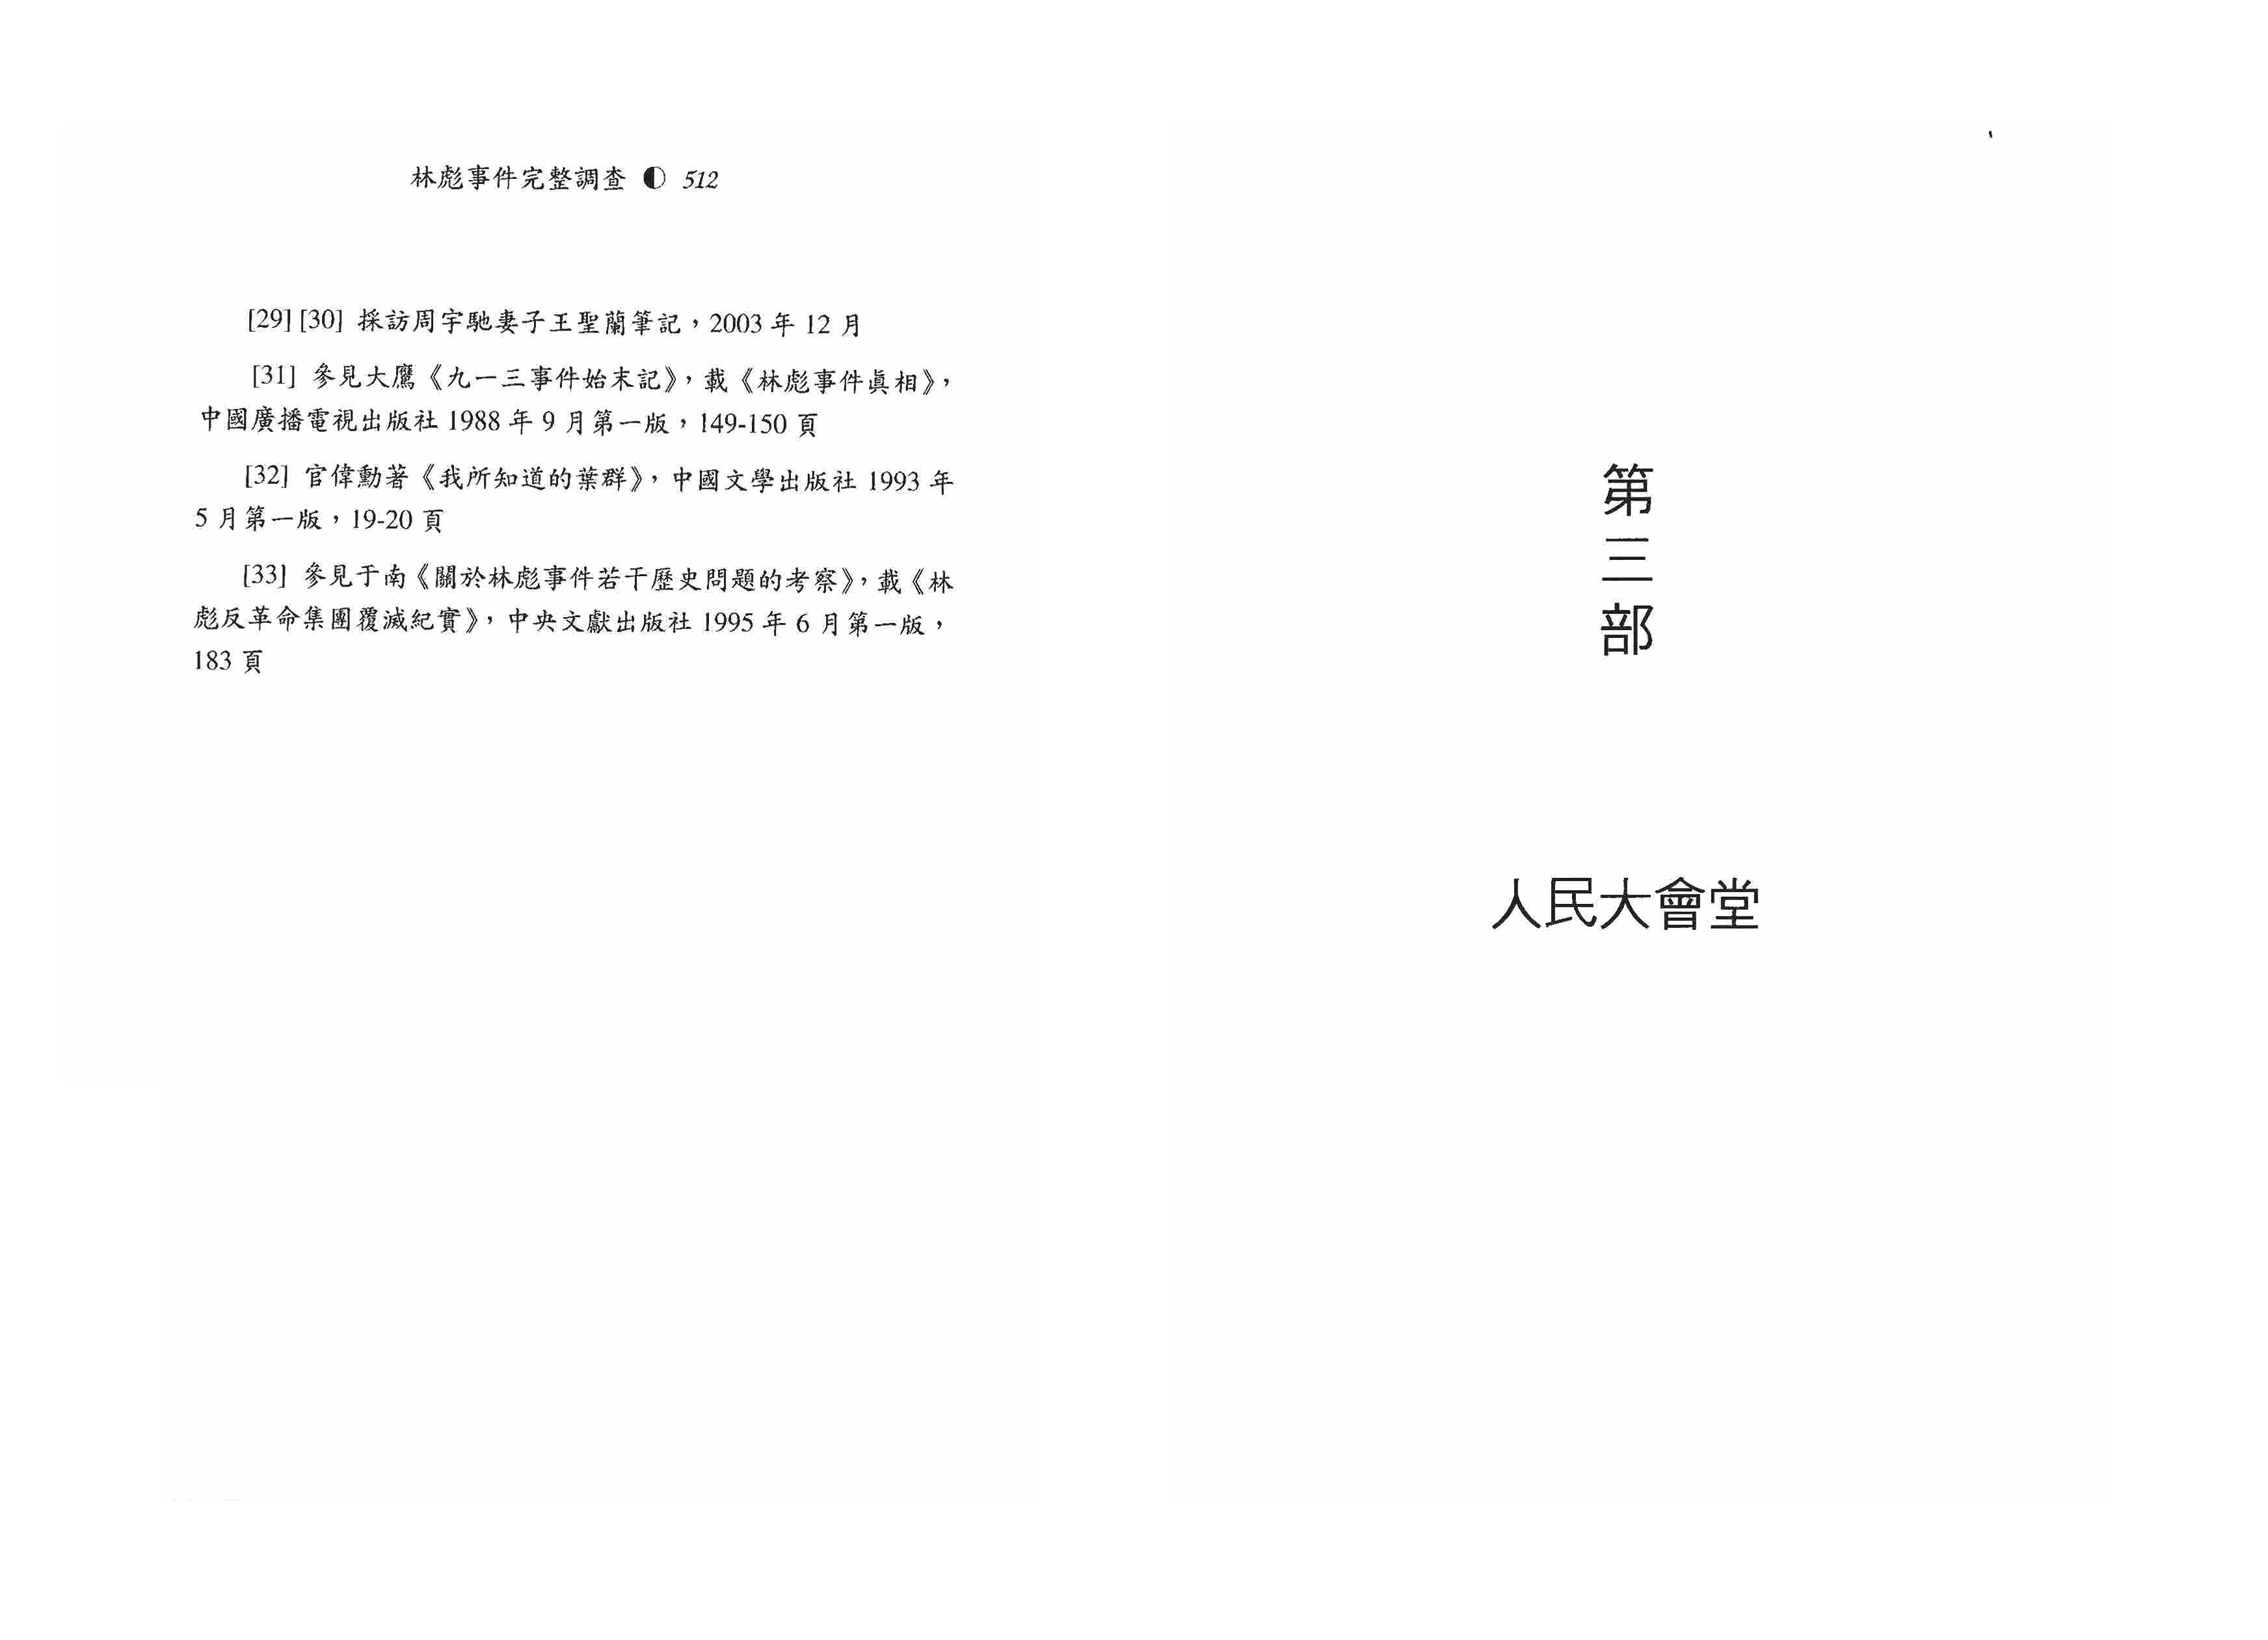 林彪事件完整調查 ◐ 512
[29] [30] 採訪周宇馳妻子王聖蘭筆記，2003 年 12 月
[31] 參見大鷹《九一三事件始末記》，載《林彪事件眞相》，
中國廣播電視出版社 1988 年 9 月第一版，149-150 頁
[32] 官偉勳著《我所知道的葉群》，中國文學出版社 1993 年
5 月第一版，19-20 頁
[33] 參見于南《關於林彪事件若干歷史問題的考察》，載《林
彪反革命集團覆滅紀實》，中央文獻出版社 1995 年 6 月第一版，
183 頁
第三部
人民大會堂